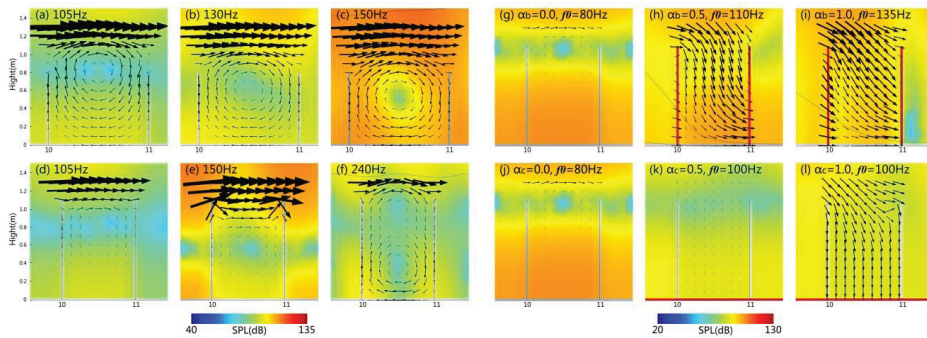 (a) 105Hz
(b) 130Hz
(c) 150Hz
(g) αb=0.0, f0=80Hz
(h) αb=0.5, f0=110Hz
(i) αb=1.0, f0=135Hz
Hight(m)
1.4
1.2
1.0
0.8
0.6
0.4
0.2
0
10 11
10 11
10 11
10 11
10 11
10 11
(d) 105Hz
(e) 150Hz
(f) 240Hz
(j) αc=0.0, f0=80Hz
(k) αc=0.5, f0=100Hz
(l) αc=1.0, f0=100Hz
Hight(m)
1.4
1.2
1.0
0.8
0.6
0.4
0.2
0
10 11
10 11
10 11
10 11
10 11
10 11
40 SPL(dB) 135
20 SPL(dB) 130